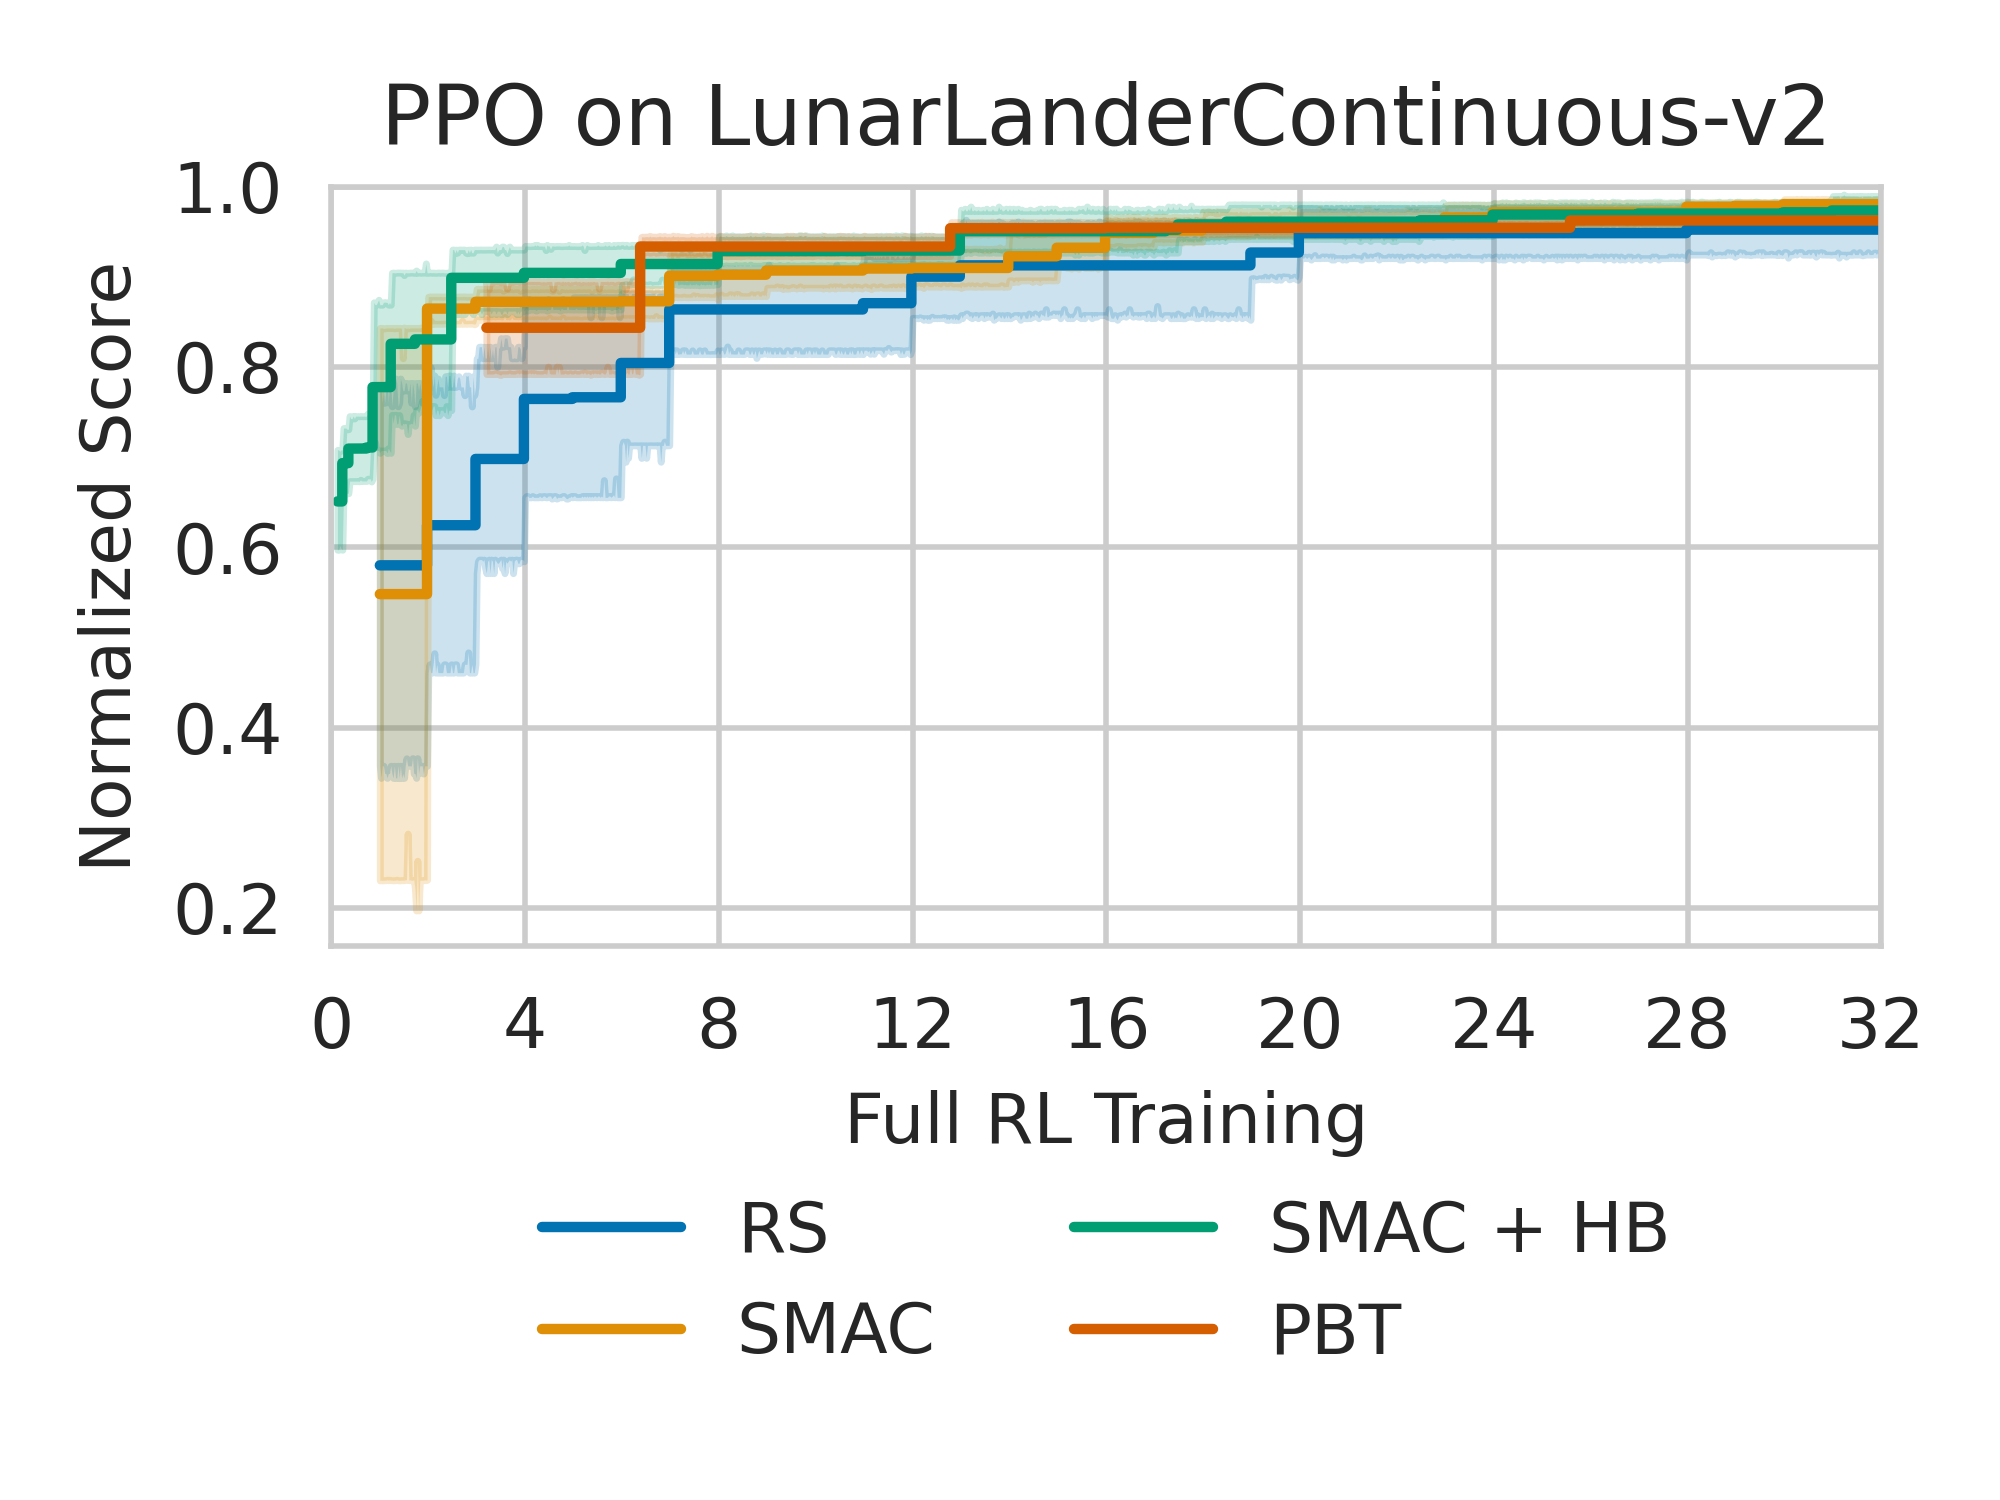 PPO on LunarLanderContinuous-v2
1.0
0.8
0.6
0.4
0.2
Normalized Score
0 4 8 12 16 20 24 28 32
Full RL Training
RS
SMAC
SMAC + HB
PBT